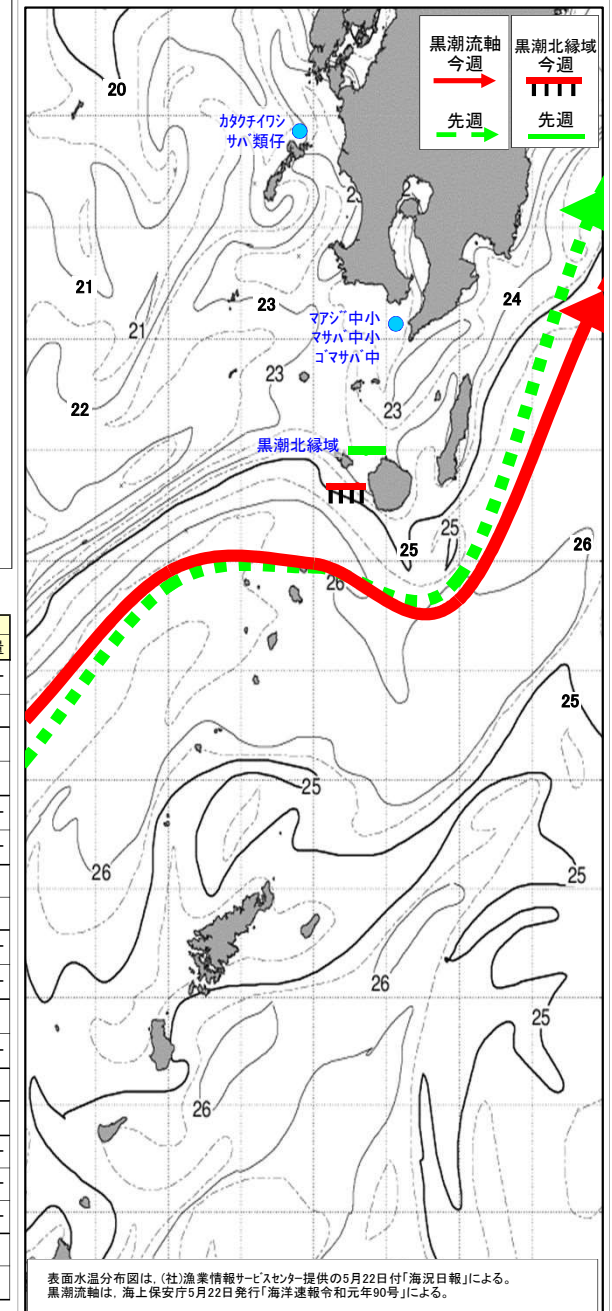 黒潮流軸
今週
先週
黒潮北縁域
今週
先週
20
カタクチイワシ
サバ類仔
21
21
23
24
マアジ中小
マサバ中小
ゴマサバ中
22
23
23
黒潮北縁域
25
25
26
26
25
25
26
25
26
25
26
表面水温分布図は，(社)漁業情報サービスセンター提供の5月22日付「海況日報」による。
黒潮流軸は，海上保安庁5月22日発行「海洋速報令和元年90号」による。